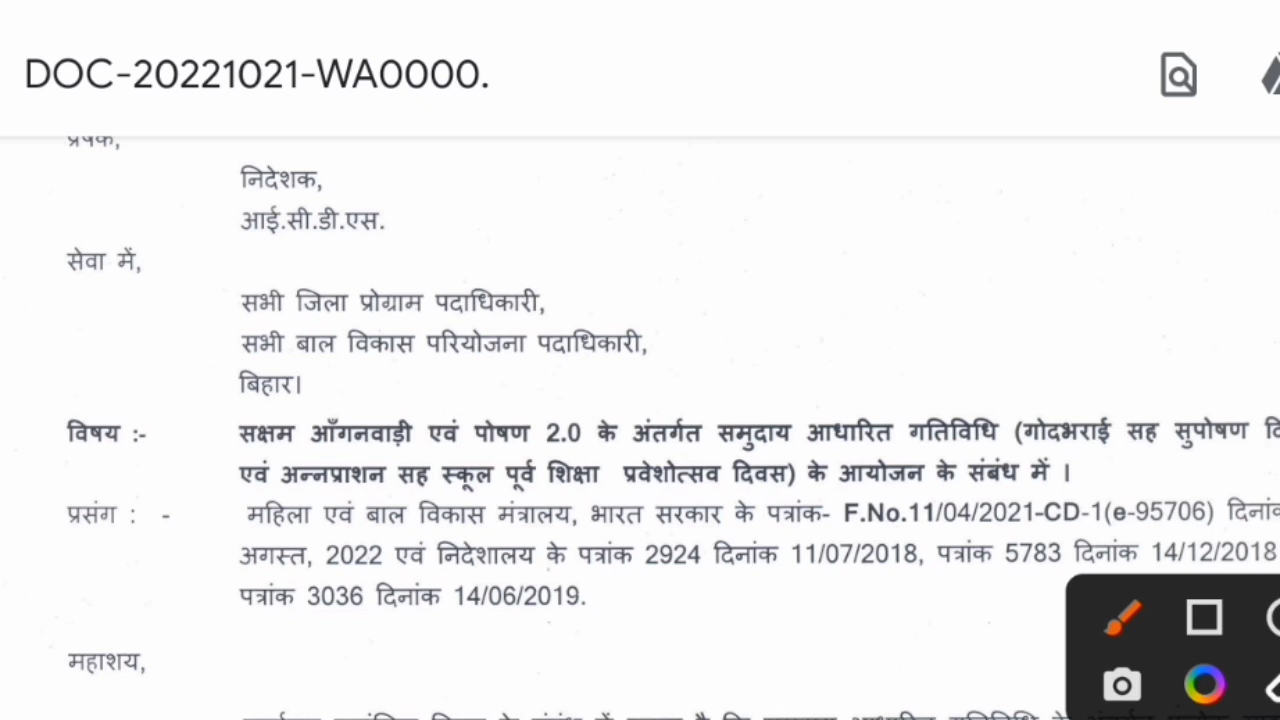 DOC-20221021-WA0000.
प्रेषक,
निदेशक,
आई.सी.डी.एस.
सेवा में,
सभी जिला प्रोग्राम पदाधिकारी,
सभी बाल विकास परियोजना पदाधिकारी,
बिहार।
विषय :- सक्षम आँगनवाड़ी एवं पोषण 2.0 के अंतर्गत समुदाय आधारित गतिविधि (गोदभराई सह सुपोषण
एवं अन्नप्राशन सह स्कूल पूर्व शिक्षा प्रवेशोत्सव दिवस) के आयोजन के संबंध में ।
प्रसंग : - महिला एवं बाल विकास मंत्रालय, भारत सरकार के पत्रांक- F.No.11/04/2021-CD-1(e-95706) दिनांक
अगस्त, 2022 एवं निदेशालय के पत्रांक 2924 दिनांक 11/07/2018, पत्रांक 5783 दिनांक 14/12/2018
पत्रांक 3036 दिनांक 14/06/2019.
महाशय,